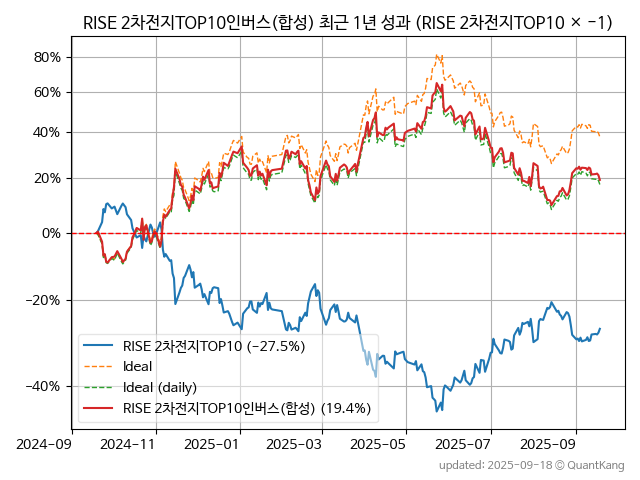 RISE 2차전지TOP10인버스(합성) 최근 1년 성과 (RISE 2차전지TOP10 × −1)
80%
60%
40%
20%
0%
−20%
−40%
RISE 2차전지TOP10 (−27.5%)
Ideal
Ideal (daily)
RISE 2차전지TOP10인버스(합성) (19.4%)
2024-09 2024-11 2025-01 2025-03 2025-05 2025-07 2025-09
updated: 2025-09-18 © QuantKang